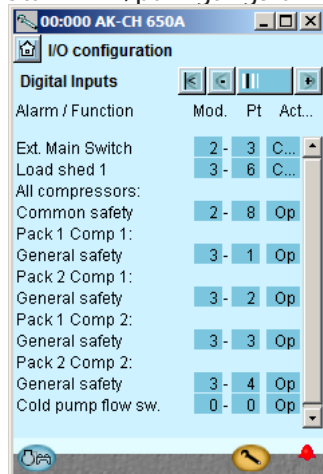 00:000 AK-CH 650A
I/O configuration
Digital Inputs
Alarm / Function Mod. Pt Act...
Ext. Main Switch 2 - 3 C...
Load shed 1 3 - 6 C...
All compressors:
Common safety 2 - 8 Op
Pack 1 Comp 1:
General safety 3 - 1 Op
Pack 2 Comp 1:
General safety 3 - 2 Op
Pack 1 Comp 2:
General safety 3 - 3 Op
Pack 2 Comp 2:
General safety 3 - 4 Op
Cold pump flow sw. 0 - 0 Op